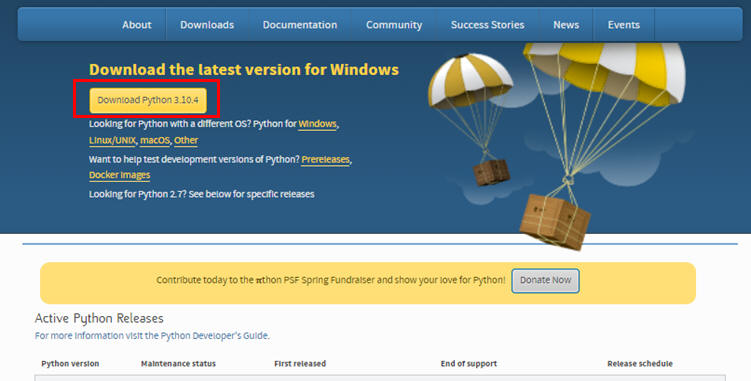 About Downloads Documentation Community Success Stories News Events
Download the latest version for Windows
Download Python 3.10.4
Looking for Python with a different OS? Python for Windows,
Linux/UNIX, macOS, Other
Want to help test development versions of Python? Prereleases,
Docker images
Looking for Python 2.7? See below for specific releases
Contribute today to the πthon PSF Spring Fundraiser and show your love for Python! Donate Now
Active Python Releases
For more information visit the Python Developer's Guide.
Python version Maintenance status First released End of support Release schedule